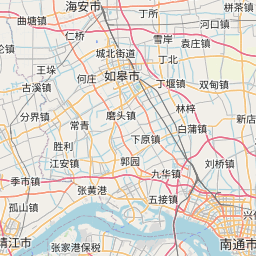 海安市
丁所
栟茶镇
曲塘镇
河口镇
仁桥
雪岸
袁庄镇
城北街道
丁北
王垛
如皋市
何庄
丁堰镇
双甸镇
古溪镇
林梓
分界镇
磨头镇
新店
常青
白蒲镇
胜利
下原镇
江安镇
郭园
刘桥镇
季市镇
九华镇
张黄港
孤山镇
五接镇
兴仁
靖江市
南通市
张家港保税